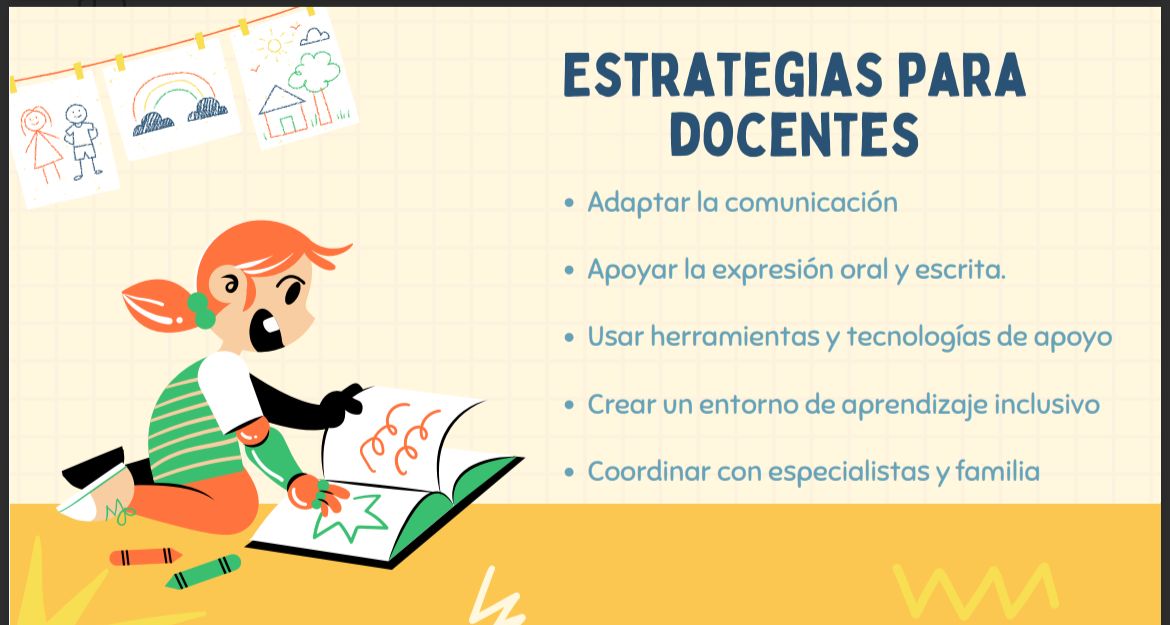 ESTRATEGIAS PARA
DOCENTES
• Adaptar la comunicación
• Apoyar la expresión oral y escrita.
• Usar herramientas y tecnologías de apoyo
• Crear un entorno de aprendizaje inclusivo
• Coordinar con especialistas y familia